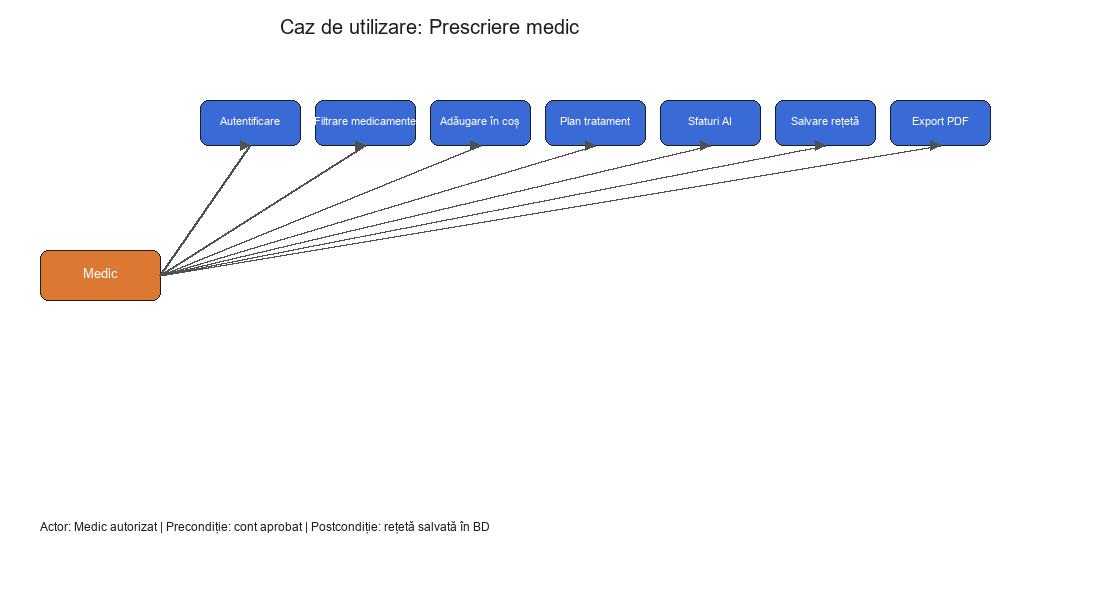 Caz de utilizare: Prescriere medic
Autentificare
Filtrare medicamente
Adăugare în coș
Plan tratament
Sfaturi AI
Salvare rețetă
Export PDF
Medic
Actor: Medic autorizat | Precondiție: cont aprobat | Postcondiție: rețetă salvată în BD